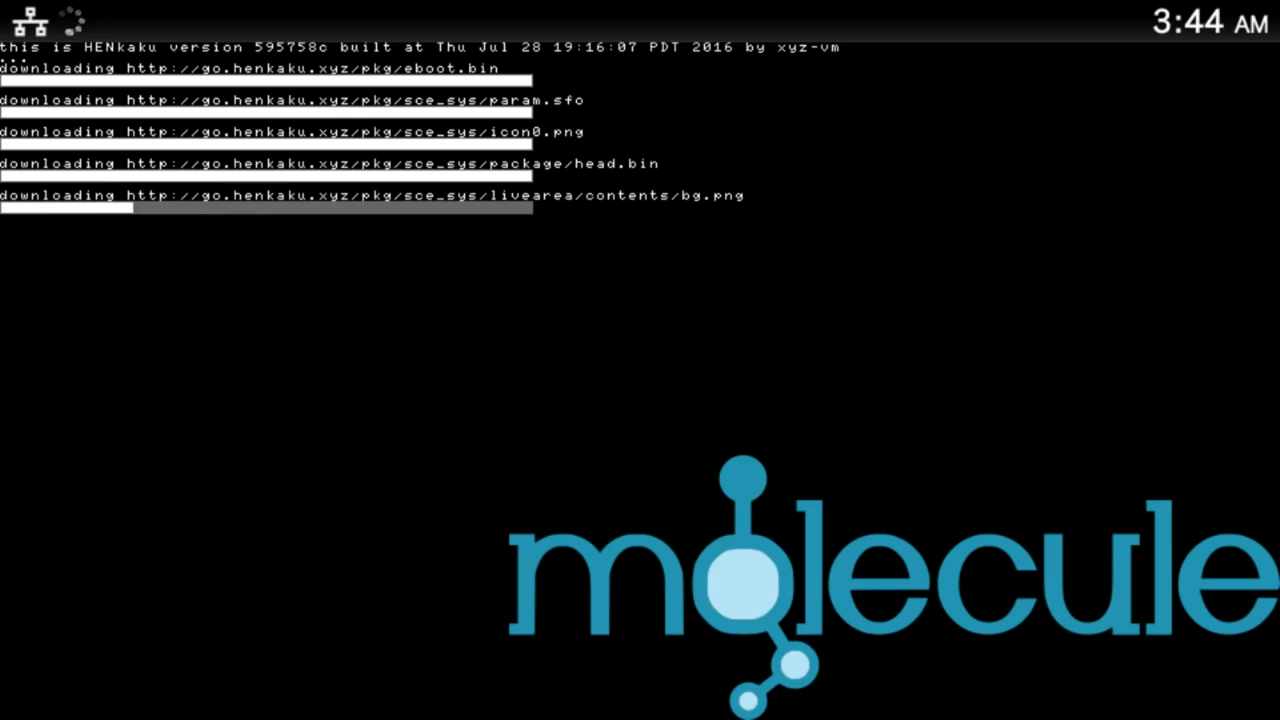 3:44 AM
this is HENkaku version 595758c built at Thu Jul 28 19:16:07 PDT 2016 by xyz-vm
...
downloading http://go.henkaku.xyz/pkg/eboot.bin
downloading http://go.henkaku.xyz/pkg/sce_sys/param.sfo
downloading http://go.henkaku.xyz/pkg/sce_sys/icon0.png
downloading http://go.henkaku.xyz/pkg/sce_sys/package/head.bin
downloading http://go.henkaku.xyz/pkg/sce_sys/livearea/contents/bg.png
molecule